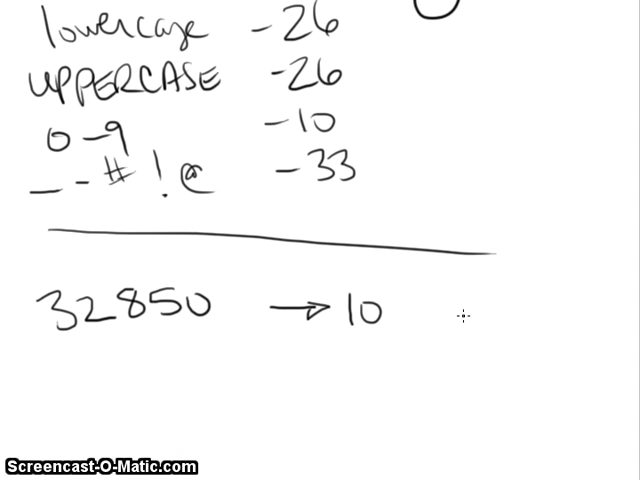 lowercase - 26
UPPERCASE - 26
0-9 - 10
_ - # ! @ - 33
32850 → 10
Screencast-O-Matic.com